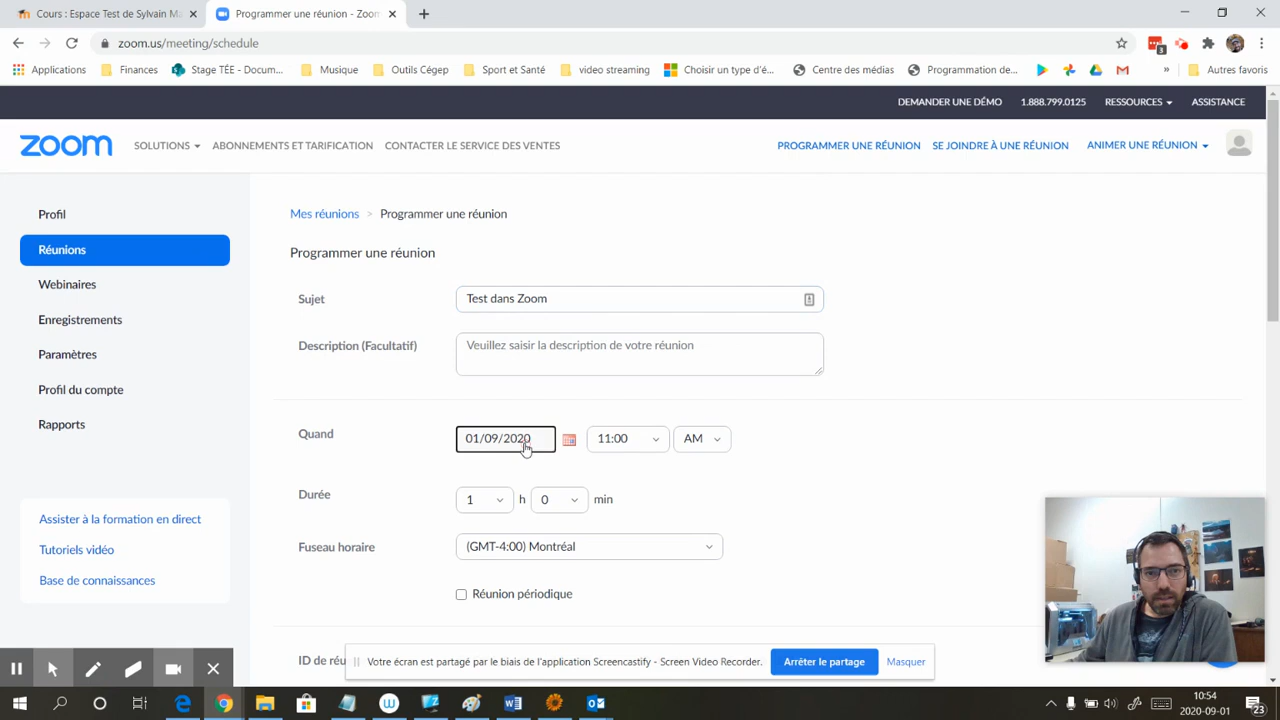 Cours : Espace Test de Sylvain Ma
Programmer une réunion - Zoom
zoom.us/meeting/schedule
3
Applications Finances Stage TÉE - Docum... Musique Outils Cégep Sport et Santé video streaming Choisir un type d'é... Centre des médias Programmation de... » Autres favoris
DEMANDER UNE DÉMO 1.888.799.0125 RESSOURCES ASSISTANCE
zoom SOLUTIONS ABONNEMENTS ET TARIFICATION CONTACTER LE SERVICE DES VENTES PROGRAMMER UNE RÉUNION SE JOINDRE À UNE RÉUNION ANIMER UNE RÉUNION
Profil
Réunions
Webinaires
Enregistrements
Paramètres
Profil du compte
Rapports
Assister à la formation en direct
Tutoriels vidéo
Base de connaissances
Mes réunions > Programmer une réunion
Programmer une réunion
Sujet Test dans Zoom
Description (Facultatif) Veuillez saisir la description de votre réunion
Quand 01/09/2020 11:00 AM
Durée 1 h 0 min
Fuseau horaire (GMT-4:00) Montréal
Réunion périodique
ID de réu
Votre écran est partagé par le biais de l'application Screencastify - Screen Video Recorder. Arrêter le partage Masquer
10:54
2020-09-01
23